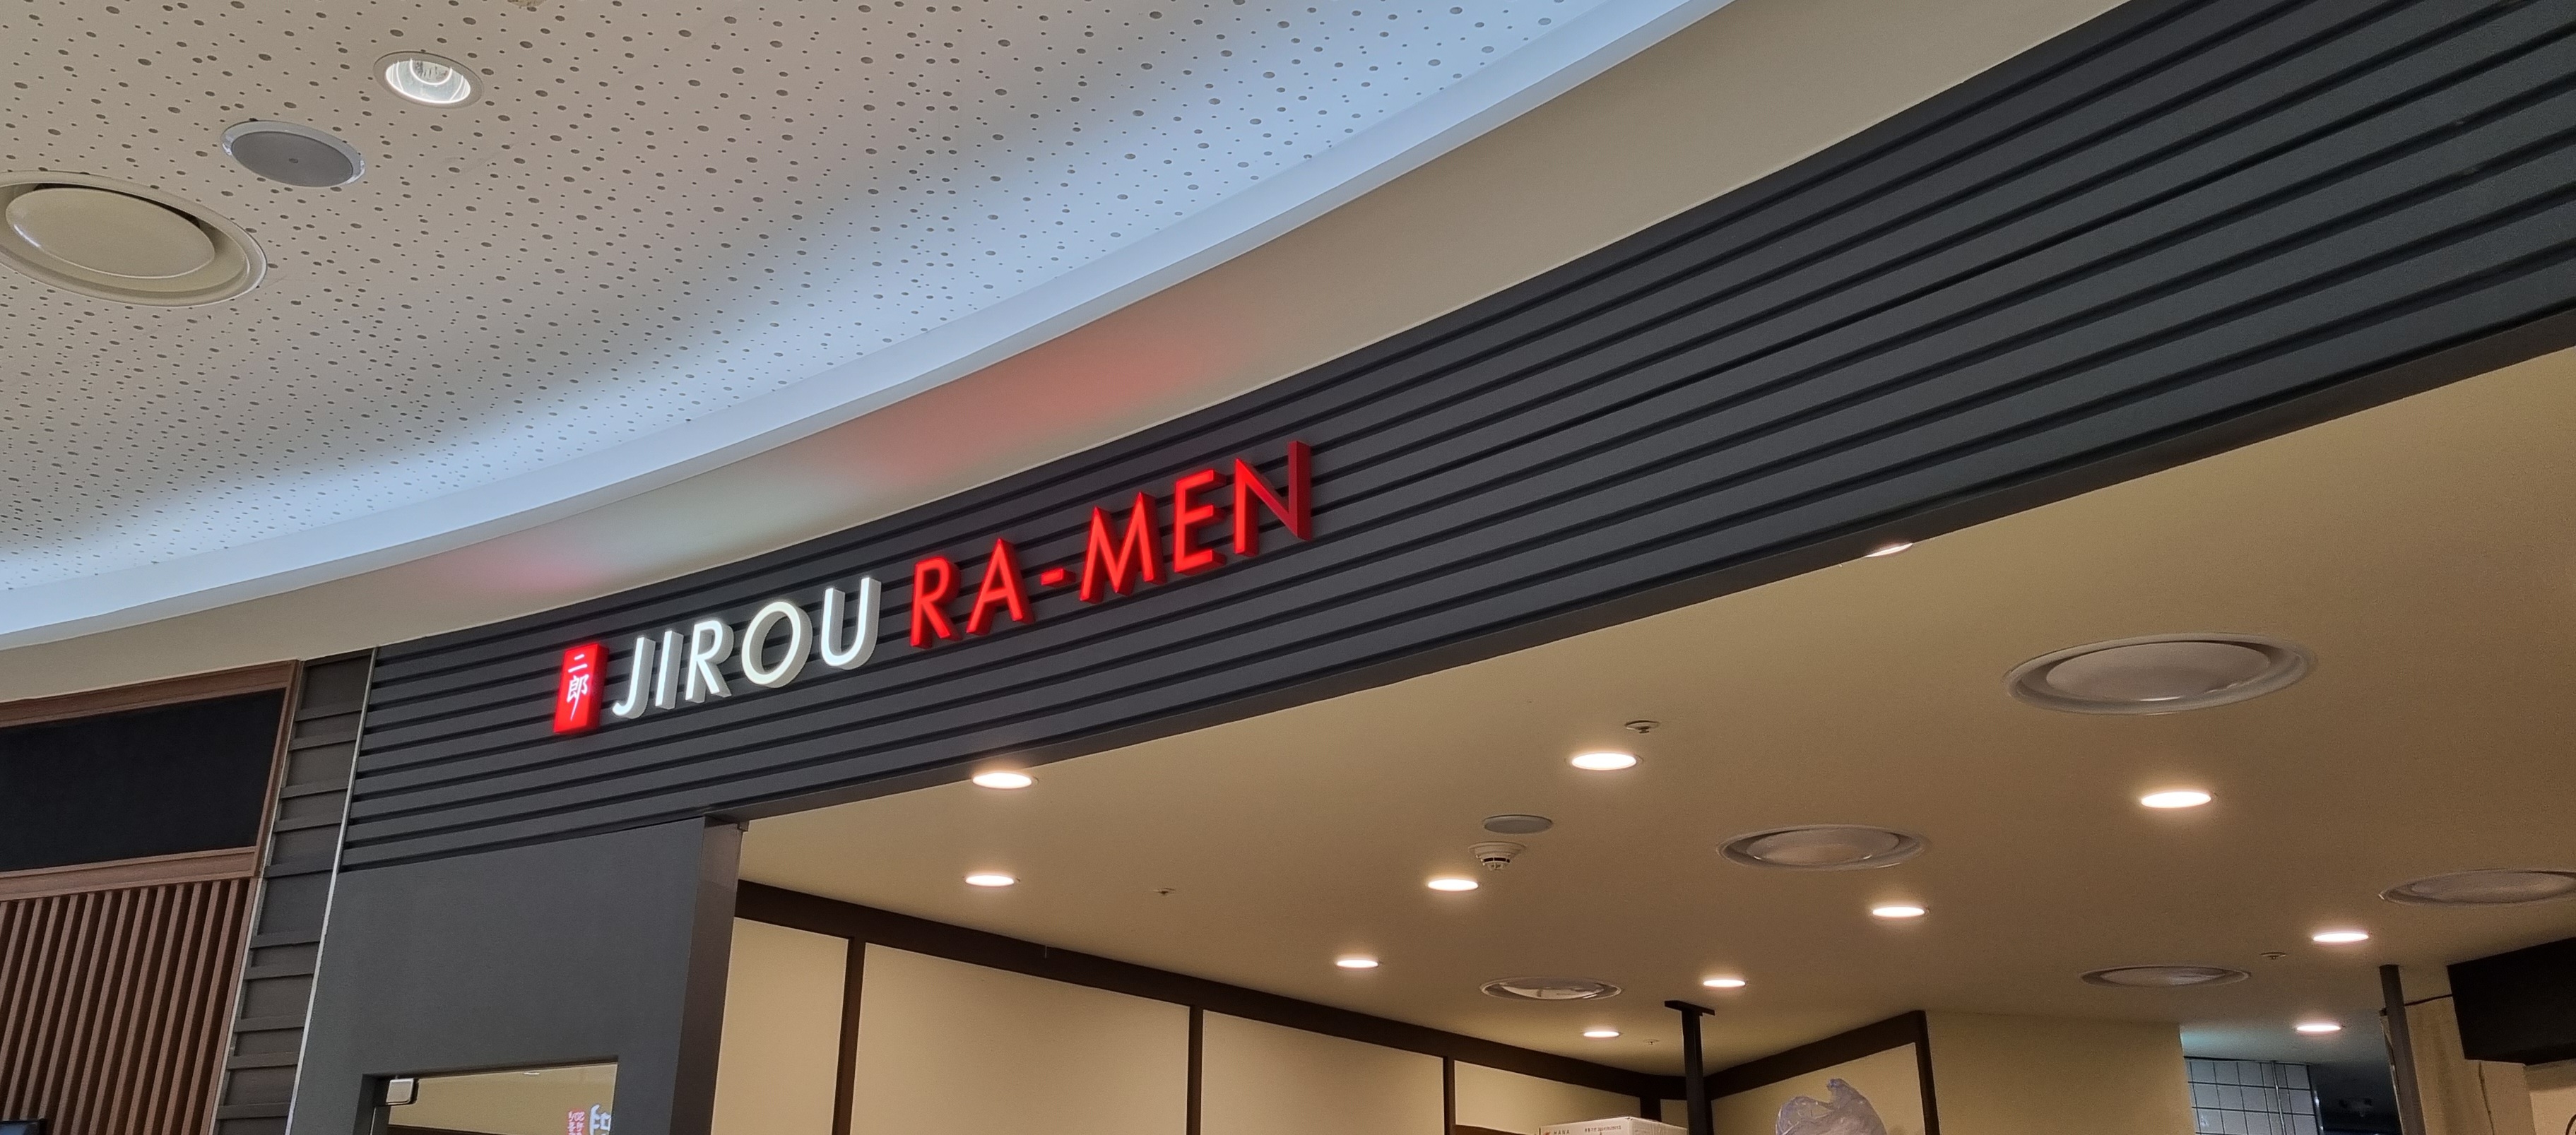 二郎
JIROU RA-MEN